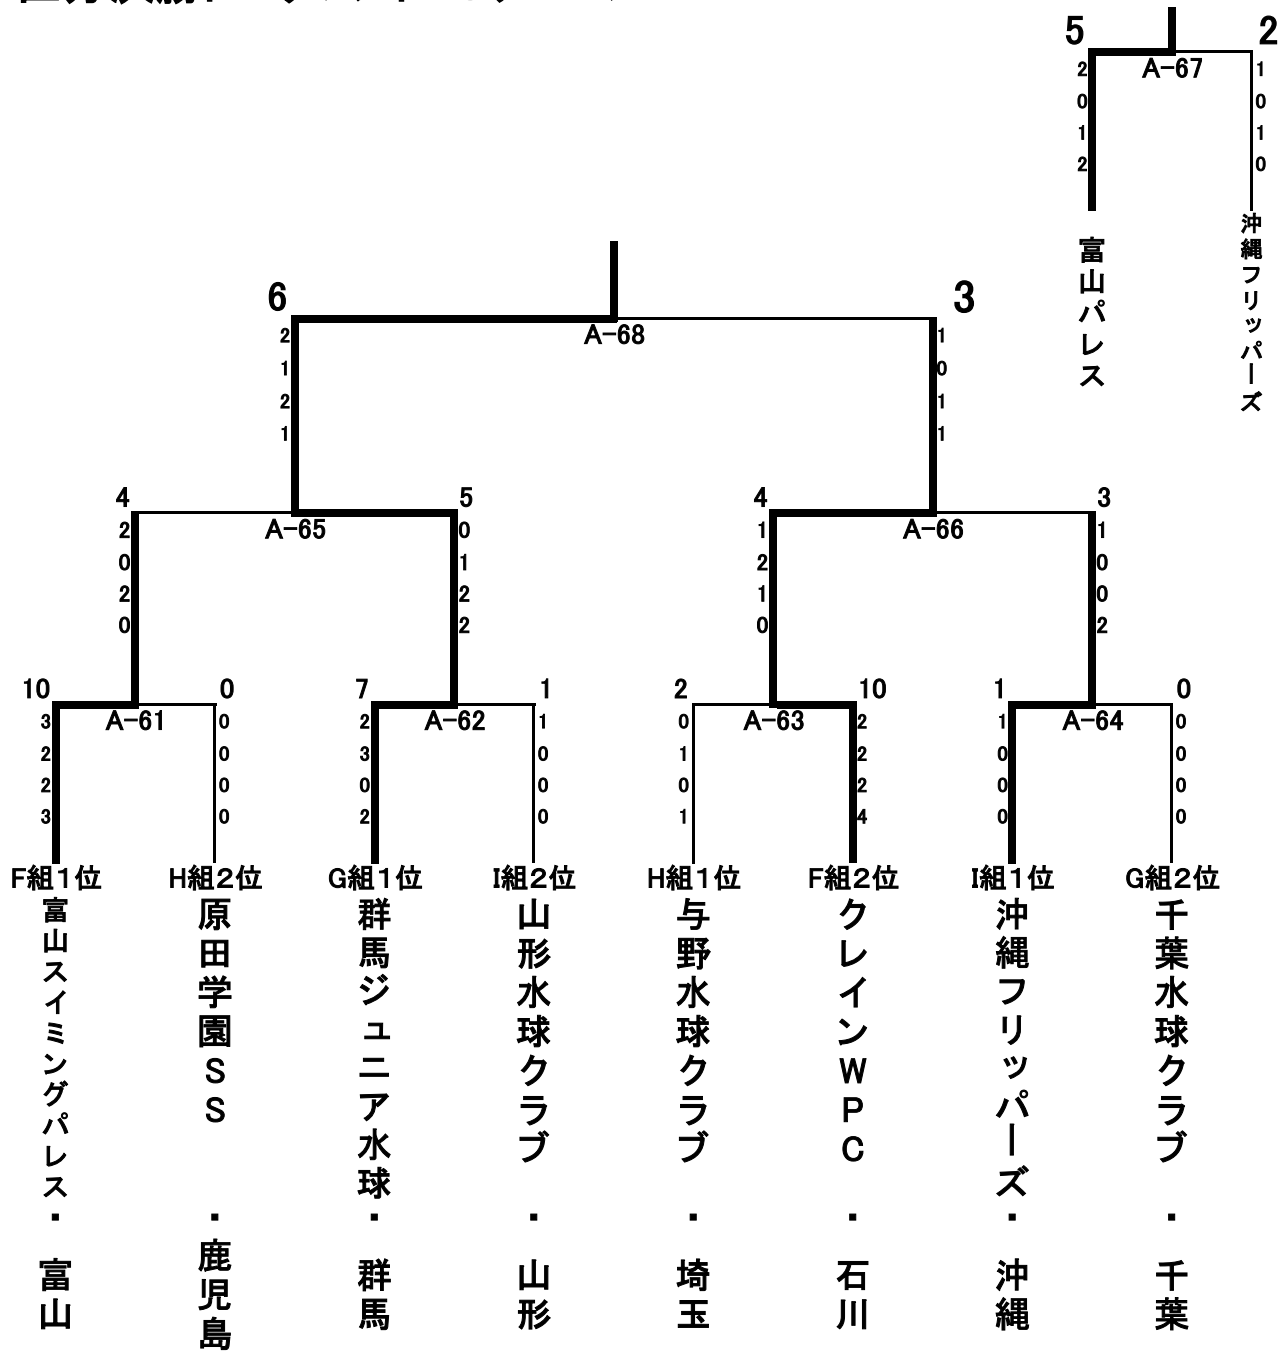 5 2
A-67
2 1
0 0
1 1
2 0
富山パレス
沖縄フリッパーズ
6 3
A-68
2 1
1 0
2 1
1 1
4 5 4 3
A-65 A-66
2 0 1 1
0 1 2 0
2 2 1 0
0 2 0 2
10 0 7 1 2 10 1 0
A-61 A-62 A-63 A-64
3 0 2 1 0 2 1 0
2 0 3 0 1 2 0 0
2 0 0 0 0 2 0 0
3 0 2 0 1 4 0 0
F組1位 H組2位 G組1位 I組2位 H組1位 F組2位 I組1位 G組2位
富山スイミングパレス・富山
原田学園SS・鹿児島
群馬ジュニア水球・群馬
山形水球クラブ・山形
与野水球クラブ・埼玉
クレインWPC・石川
沖縄フリッパーズ・沖縄
千葉水球クラブ・千葉